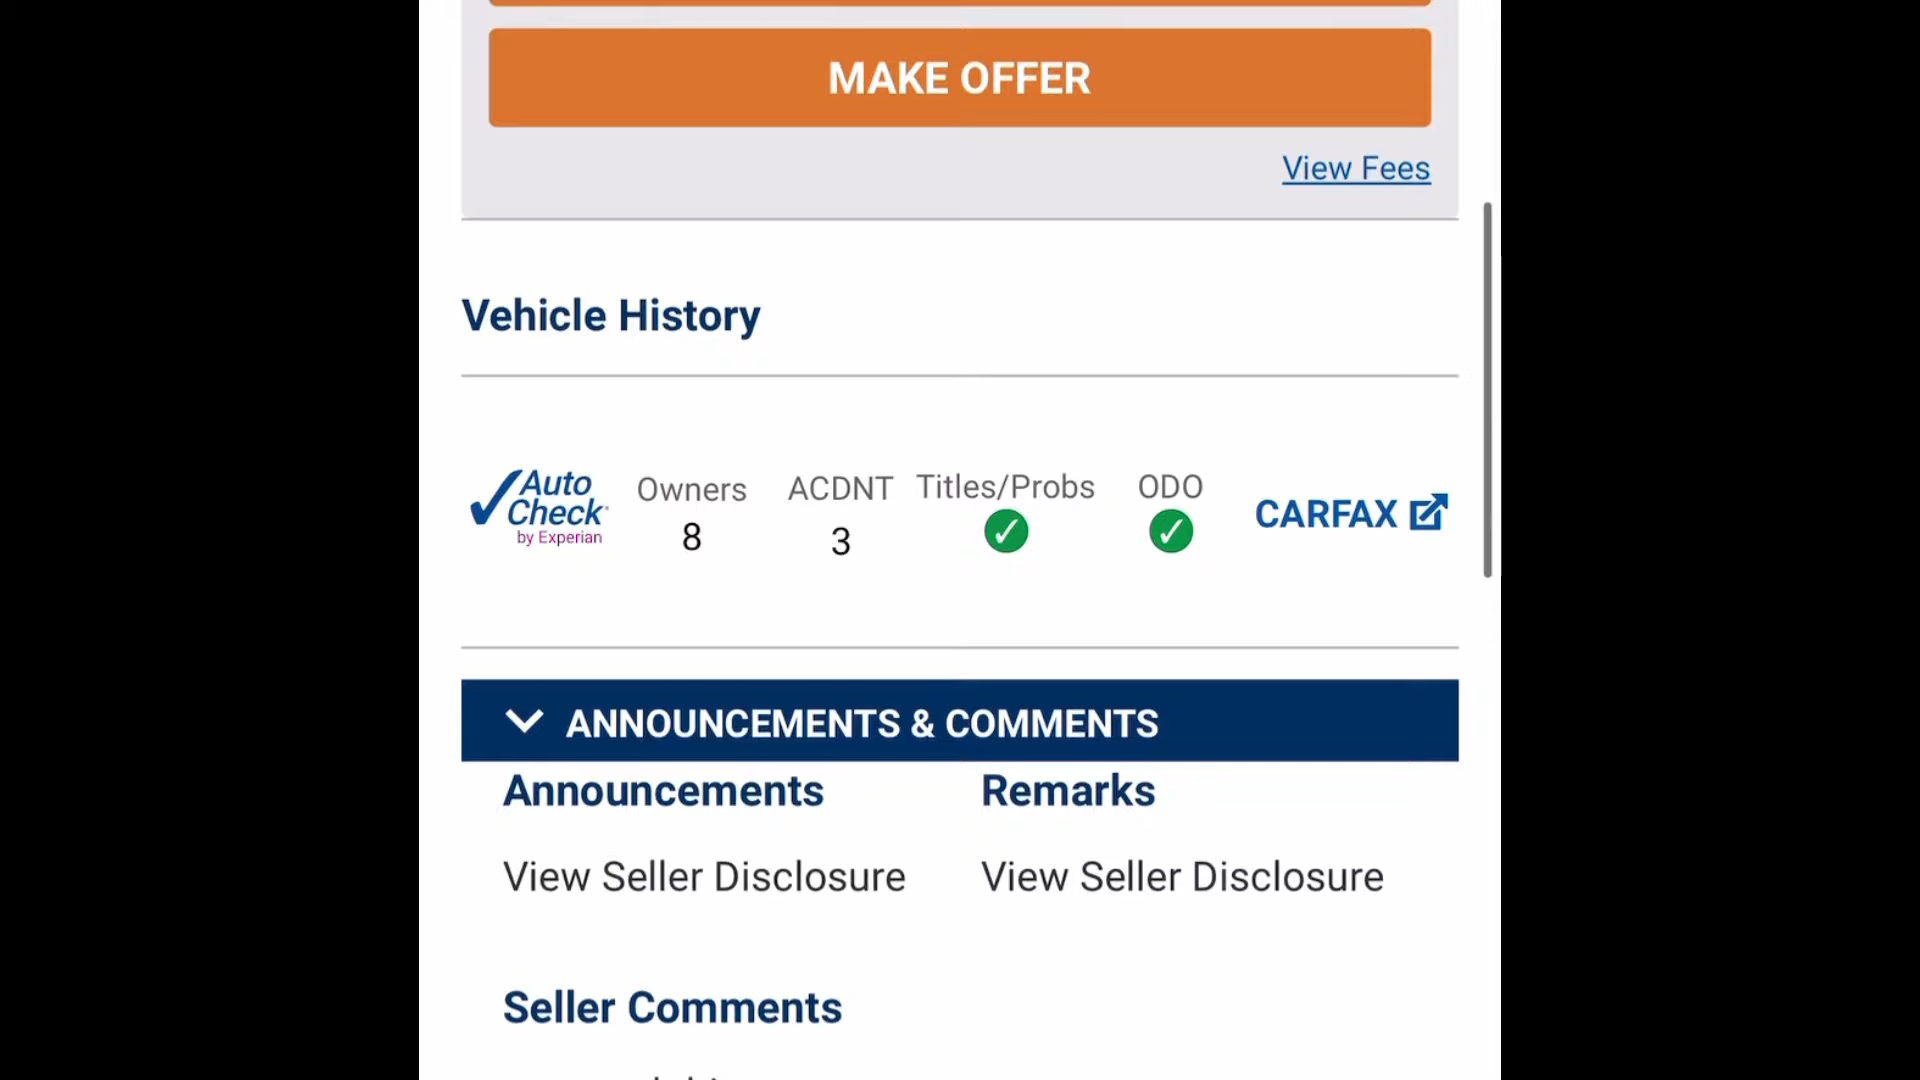 MAKE OFFER
View Fees
Vehicle History
Auto Check by Experian
Owners
8
ACDNT
3
Titles/Probs
ODO
CARFAX
ANNOUNCEMENTS & COMMENTS
Announcements
View Seller Disclosure
Remarks
View Seller Disclosure
Seller Comments